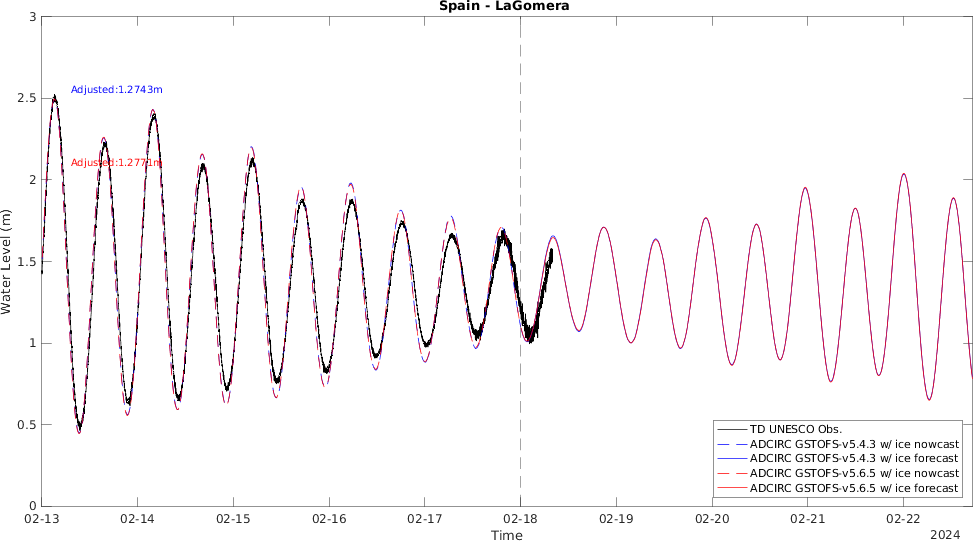 Spain - LaGomera
3
2.5
2
1.5
1
0.5
0
Water Level (m)
Adjusted:1.2743m
Adjusted:1.2771m
TD UNESCO Obs.
ADCIRC GSTOFS-v5.4.3 w/ ice nowcast
ADCIRC GSTOFS-v5.4.3 w/ ice forecast
ADCIRC GSTOFS-v5.6.5 w/ ice nowcast
ADCIRC GSTOFS-v5.6.5 w/ ice forecast
02-13 02-14 02-15 02-16 02-17 02-18 02-19 02-20 02-21 02-22
Time
2024